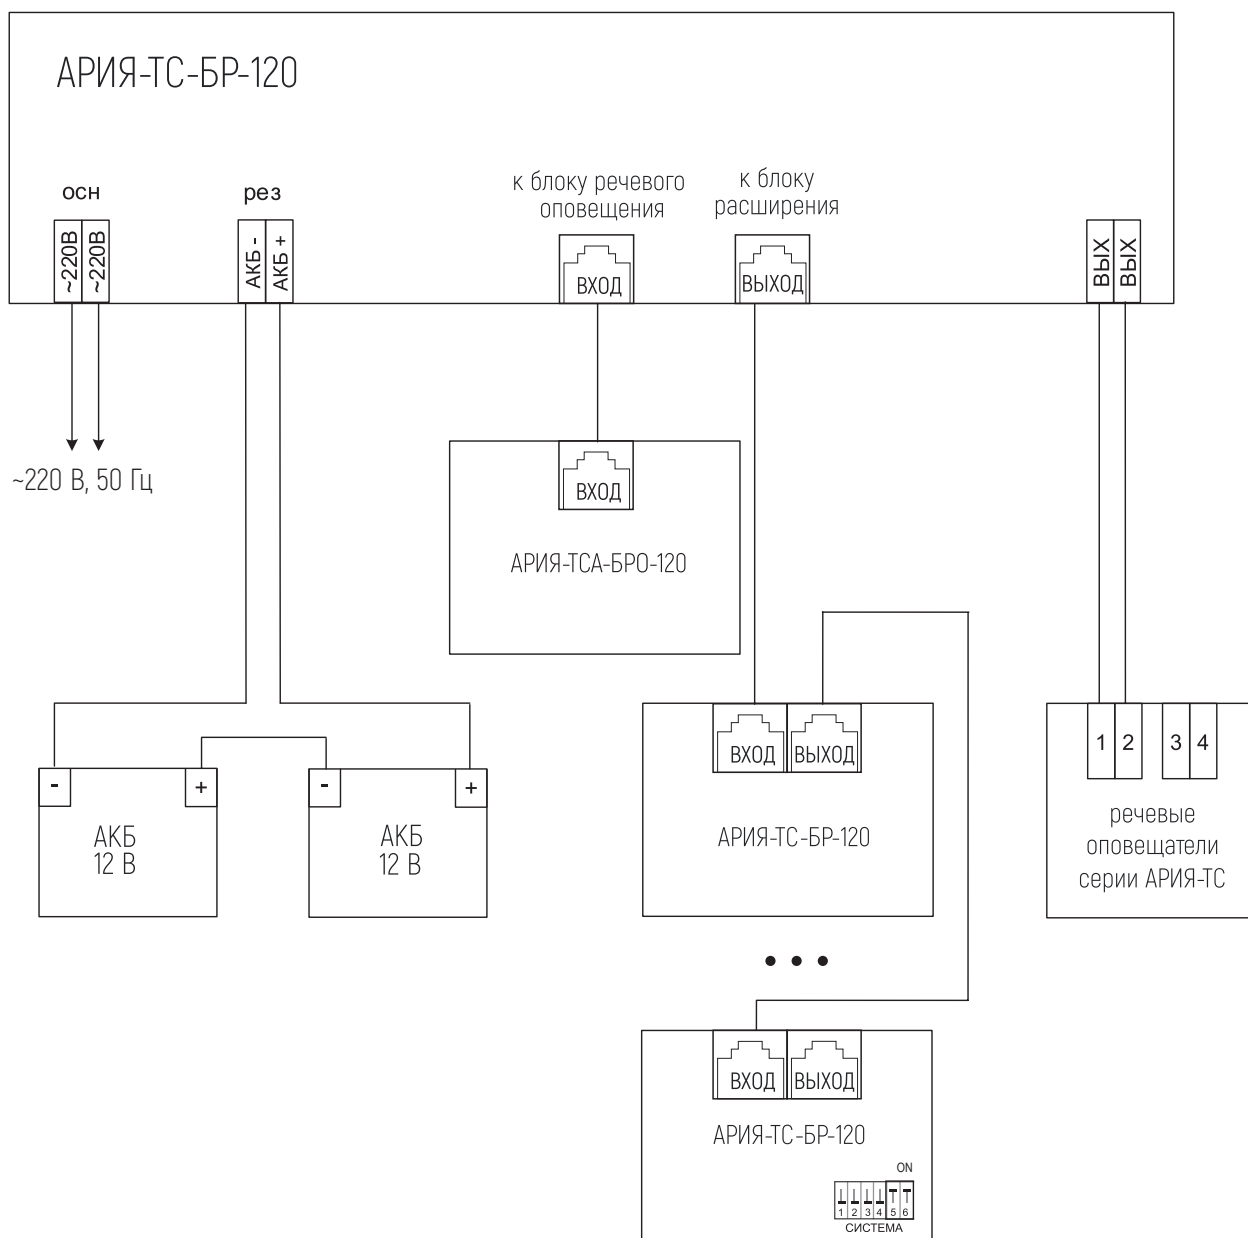 АРИЯ-ТС-БР-120
осн
рез
к блоку речевого
оповещения
к блоку
расширения
~220В
~220В
АКБ -
АКБ +
ВХОД
ВЫХОД
ВЫХ
ВЫХ
~220 В, 50 Гц
ВХОД
АРИЯ-ТСА-БРО-120
-
+
АКБ
12 В
-
+
АКБ
12 В
ВХОД
ВЫХОД
АРИЯ-ТС-БР-120
1
2
3
4
речевые
оповещатели
серии АРИЯ-ТС
ВХОД
ВЫХОД
АРИЯ-ТС-БР-120
ON
1 2 3 4 5 6
СИСТЕМА